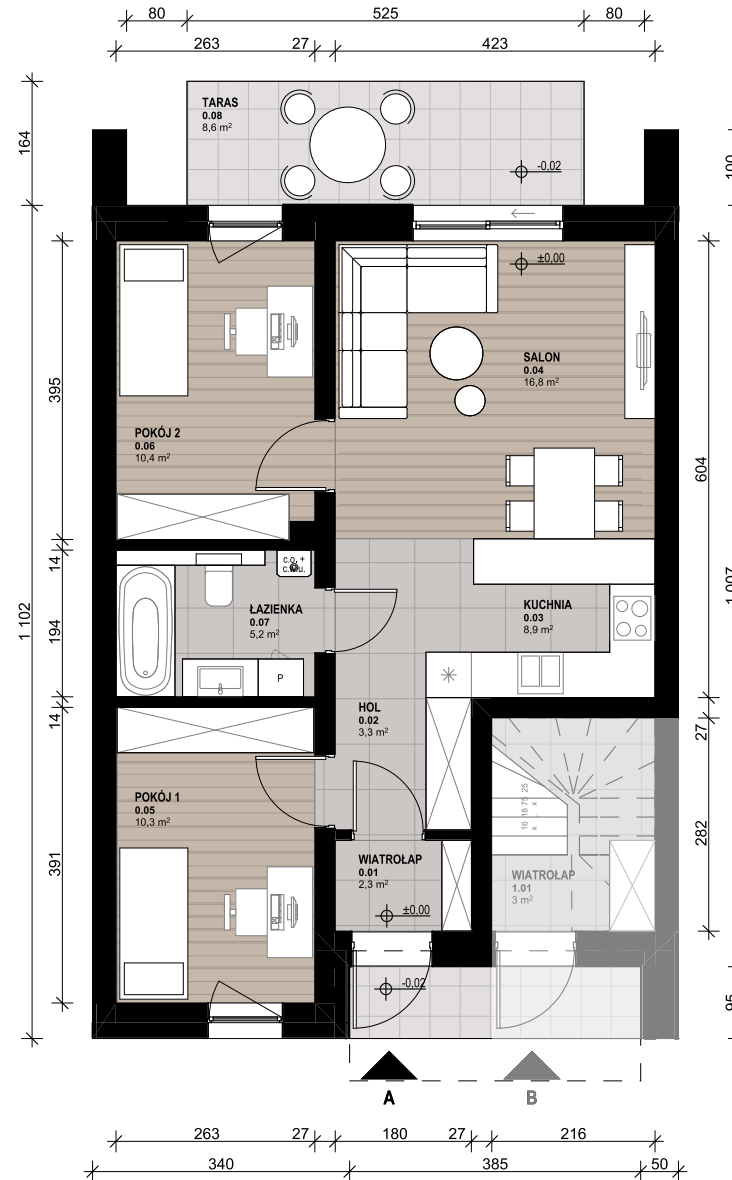 80
525
80
263
27
423
TARAS
0.08
8,6 m²
-0,02
164
100
±0,00
SALON
0.04
16,8 m²
395
POKÓJ 2
0.06
10,4 m²
604
14
c.o. +
c.w.u.
ŁAZIENKA
0.07
5,2 m²
KUCHNIA
0.03
8,9 m²
1 102
194
1 007
P
14
HOL
0.02
3,3 m²
27
POKÓJ 1
0.05
10,3 m²
16 x 18,75 x 25
282
391
WIATROŁAP
0.01
2,3 m²
±0,00
WIATROŁAP
1.01
3 m²
-0,02
95
A
B
263
27
180
27
216
340
385
50